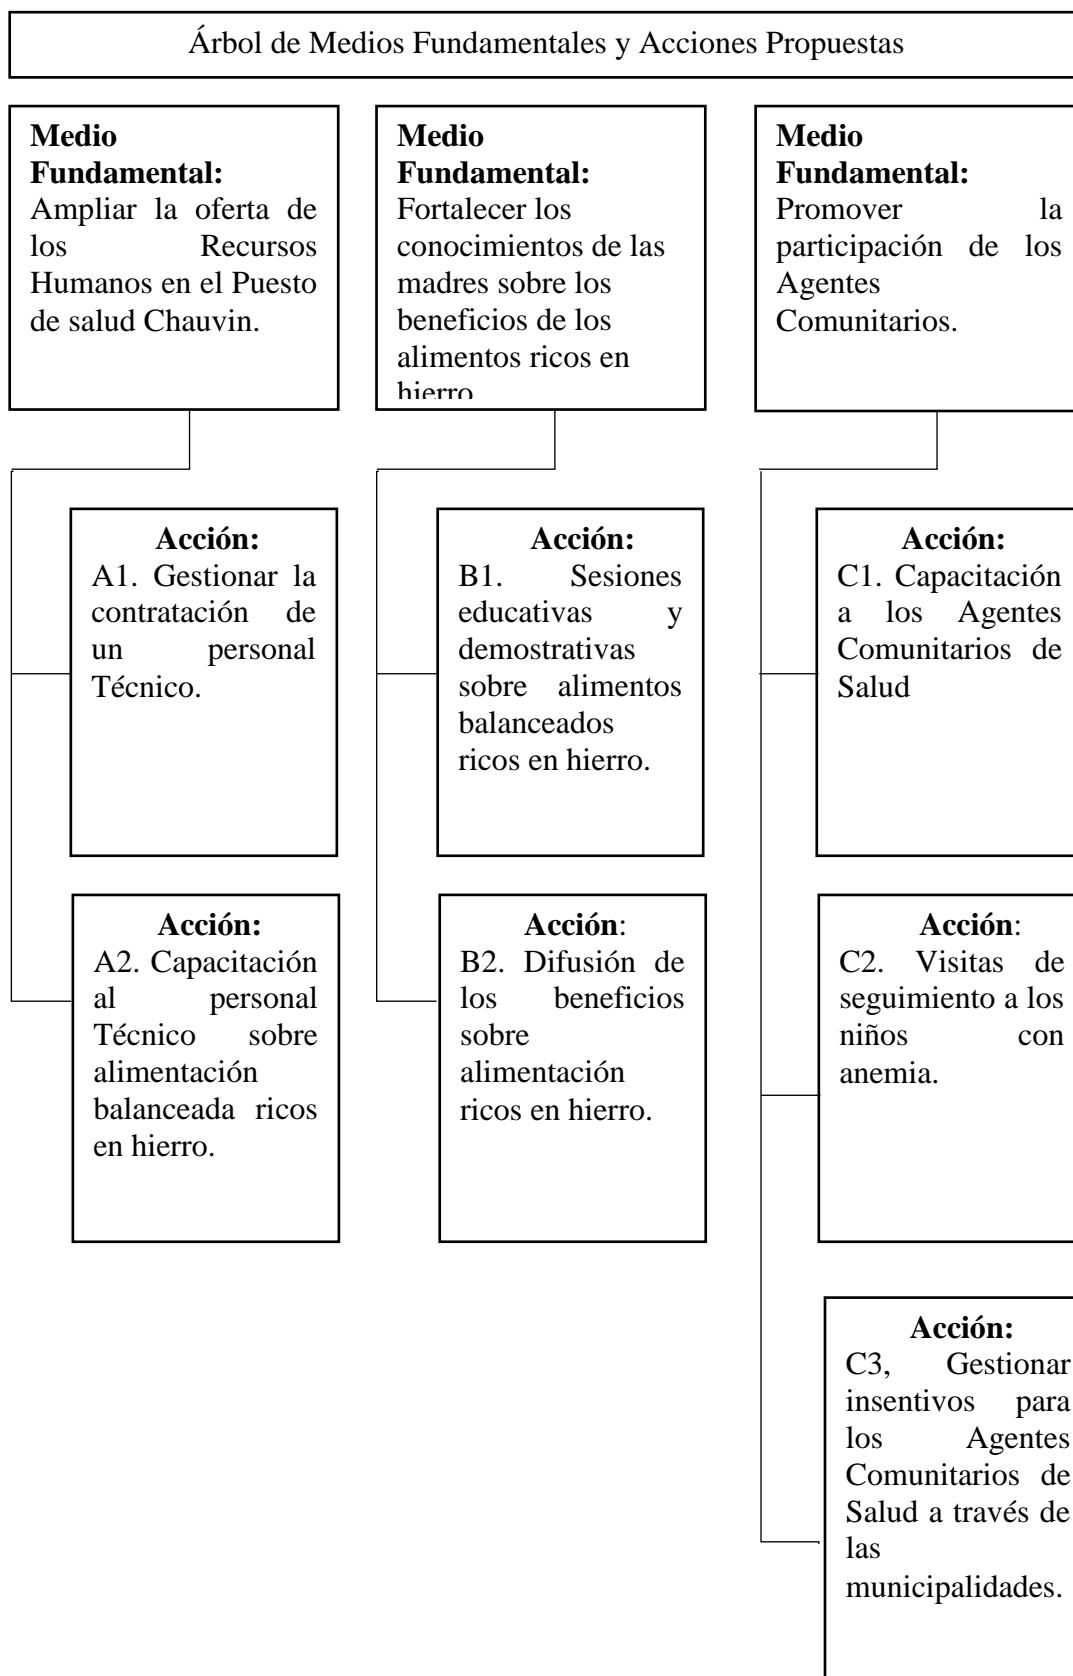 Árbol de Medios Fundamentales y Acciones Propuestas
Medio
Fundamental:
Ampliar la oferta de
los Recursos
Humanos en el Puesto
de salud Chauvin.
Medio
Fundamental:
Fortalecer los
conocimientos de las
madres sobre los
beneficios de los
alimentos ricos en
hierro
Medio
Fundamental:
Promover la
participación de los
Agentes
Comunitarios.
Acción:
A1. Gestionar la
contratación de
un personal
Técnico.
Acción:
B1. Sesiones
educativas y
demostrativas
sobre alimentos
balanceados
ricos en hierro.
Acción:
C1. Capacitación
a los Agentes
Comunitarios de
Salud
Acción:
A2. Capacitación
al personal
Técnico sobre
alimentación
balanceada ricos
en hierro.
Acción:
B2. Difusión de
los beneficios
sobre
alimentación
ricos en hierro.
Acción:
C2. Visitas de
seguimiento a los
niños con
anemia.
Acción:
C3, Gestionar
insentivos para
los Agentes
Comunitarios de
Salud a través de
las
municipalidades.